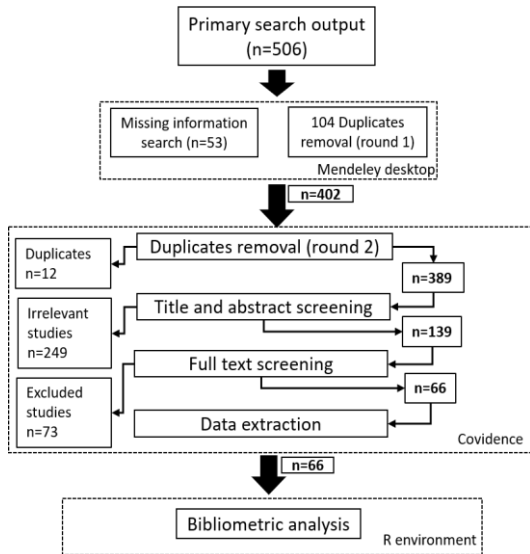 Primary search output
(n=506)
Missing information
search (n=53)
104 Duplicates
removal (round 1)
Mendeley desktop
n=402
Duplicates removal (round 2)
Duplicates
n=12
n=389
Title and abstract screening
Irrelevant
studies
n=249
n=139
Full text screening
Excluded
studies
n=73
n=66
Data extraction
Covidence
n=66
Bibliometric analysis
R environment